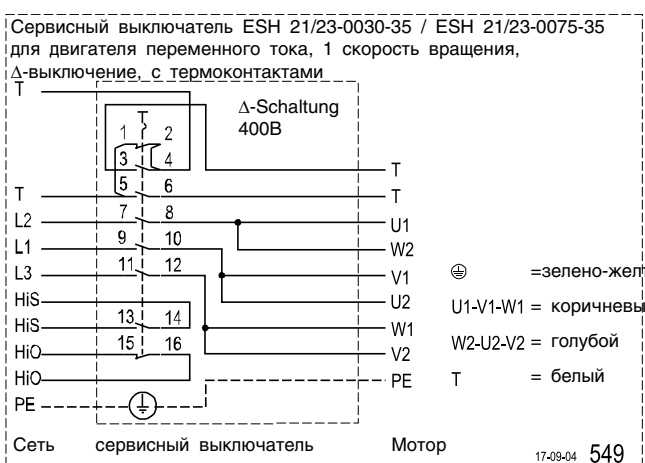 Сервисный выключатель ESH 21/23-0030-35 / ESH 21/23-0075-35
для двигателя переменного тока, 1 скорость вращения,
Δ-выключение, с термоконтактами
T
Δ-Schaltung
400В
1 2
3 4
T
T 5 6 T
L2 7 8 U1
W2
L1 9 10
V1
L3 11 12
U2
HiS
HiS 13 14 W1
HiO 15 16 V2
HiO PE
PE
=зелено-жел
U1-V1-W1 = коричневы
W2-U2-V2 = голубой
T = белый
Сеть сервисный выключатель Мотор
17-09-04 549